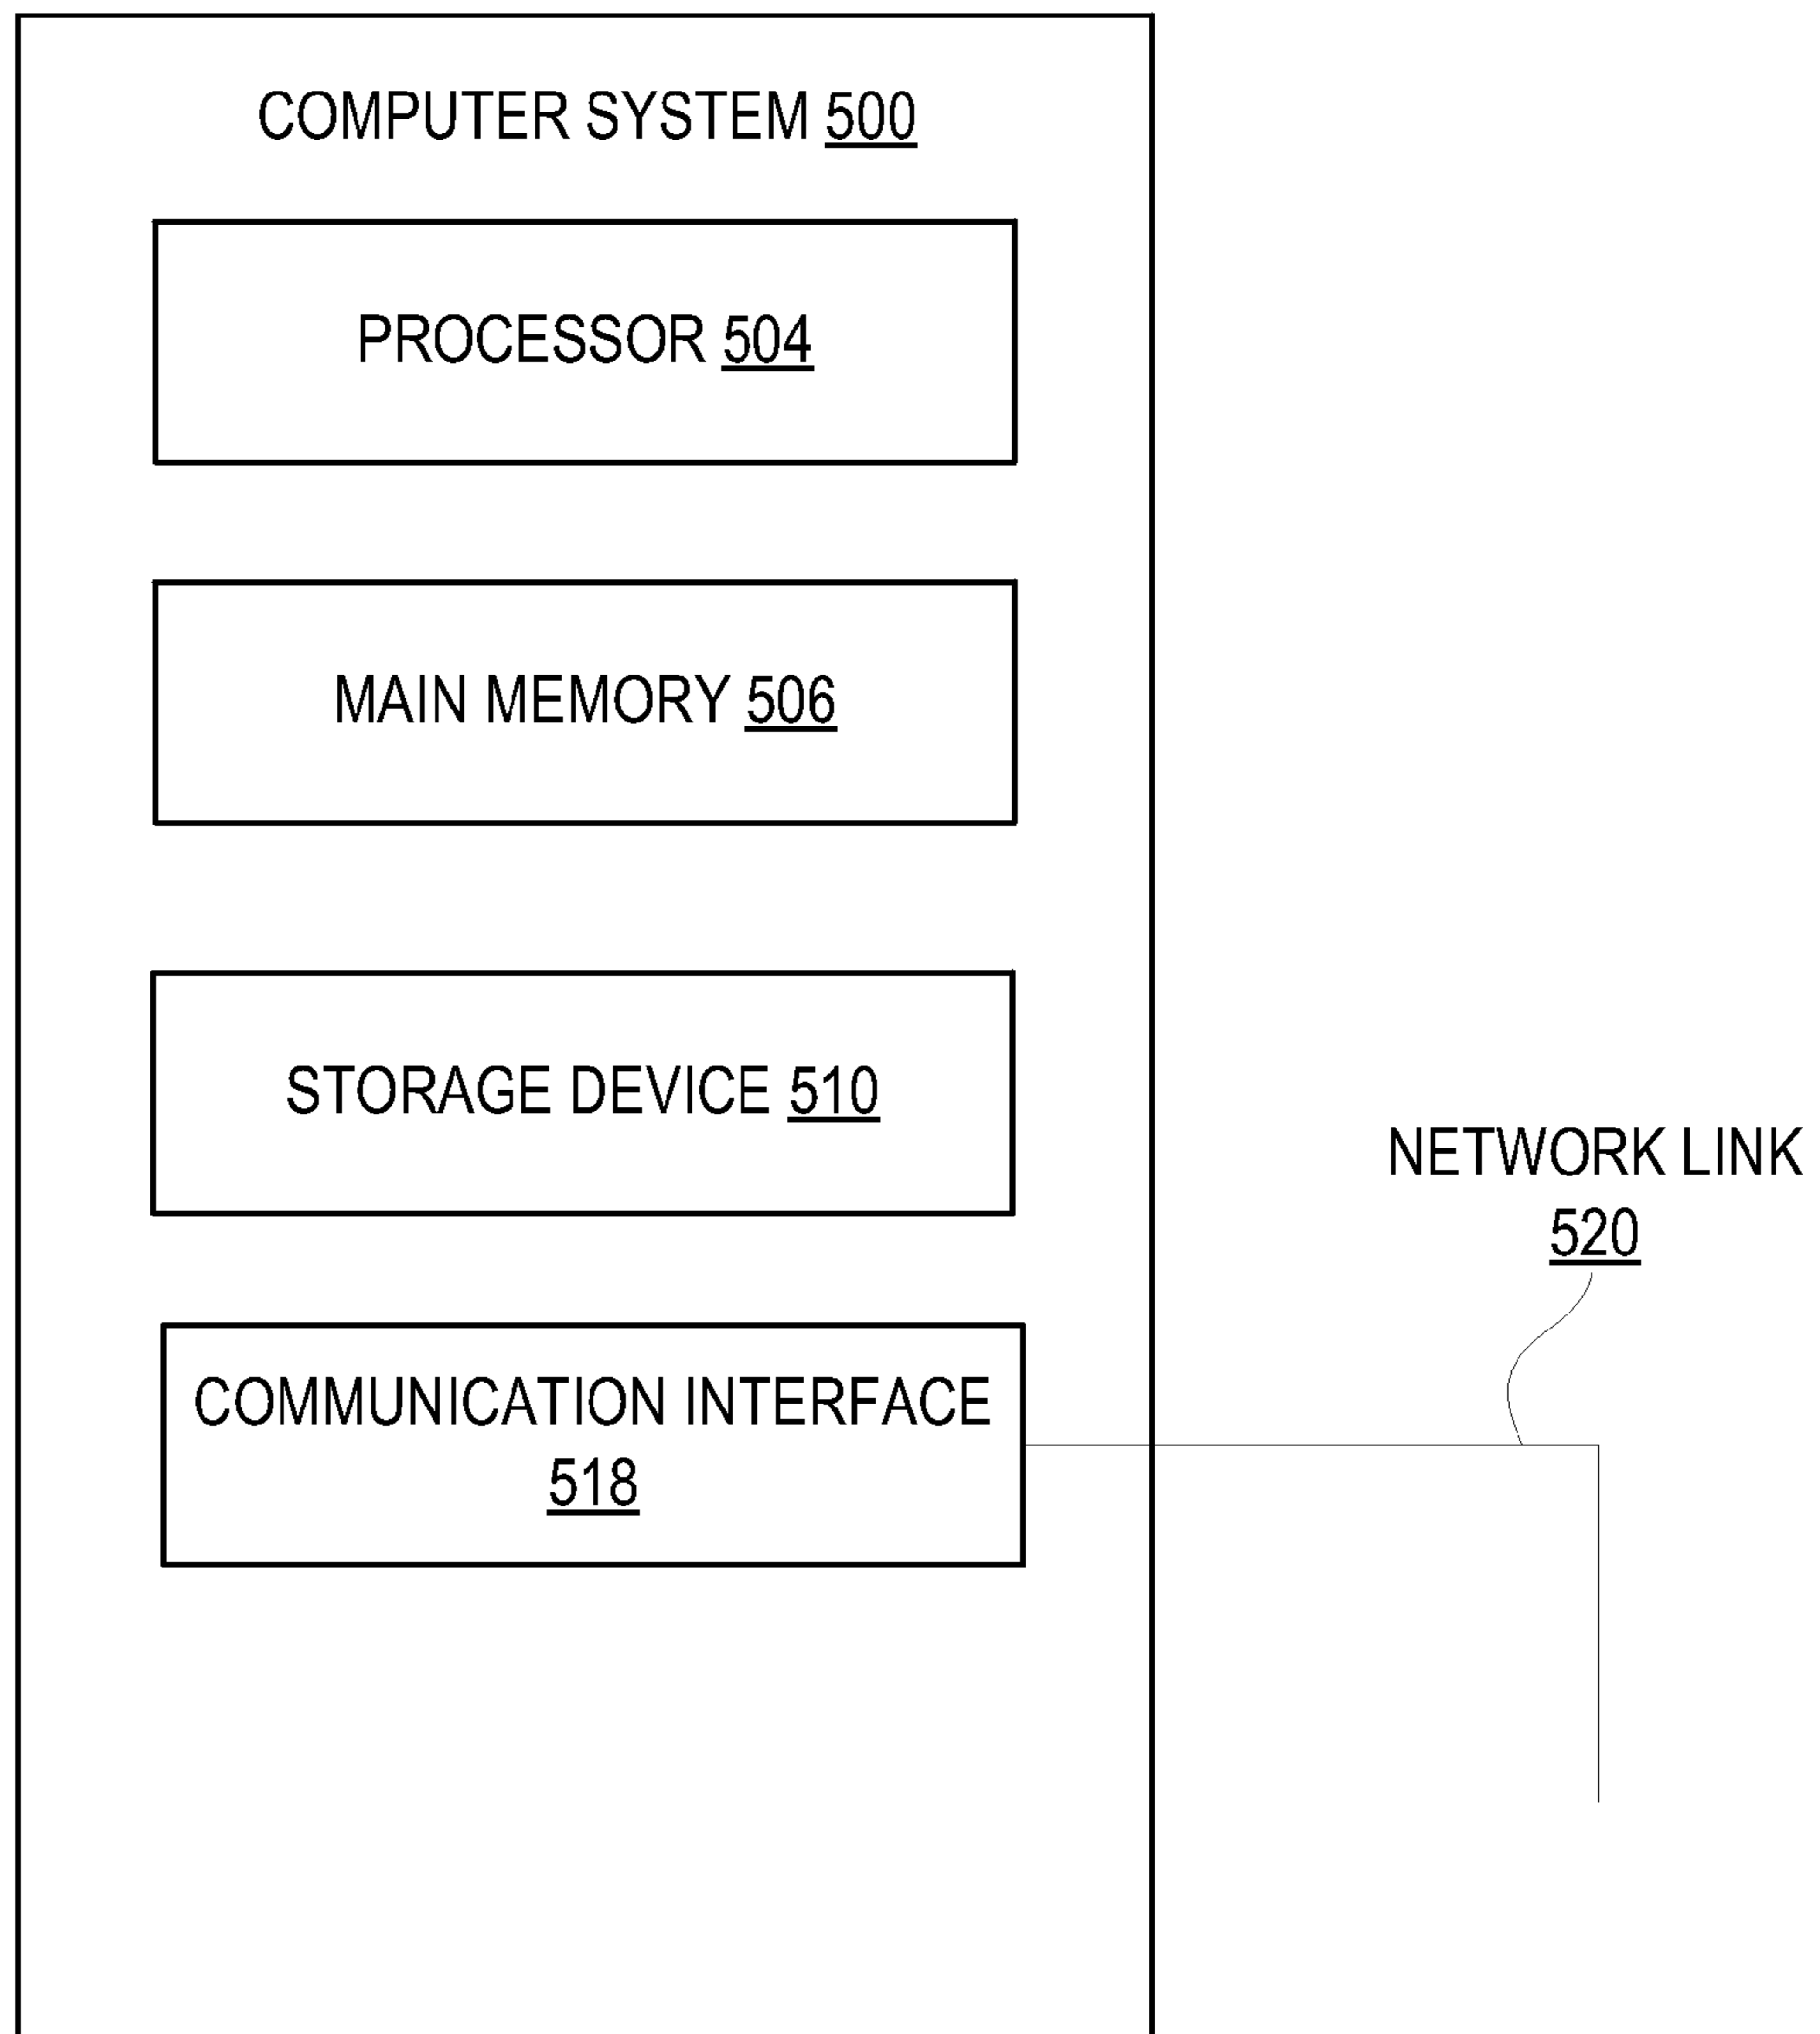 COMPUTER SYSTEM 500
PROCESSOR 504
MAIN MEMORY 506
STORAGE DEVICE 510
NETWORK LINK
520
COMMUNICATION INTERFACE
518